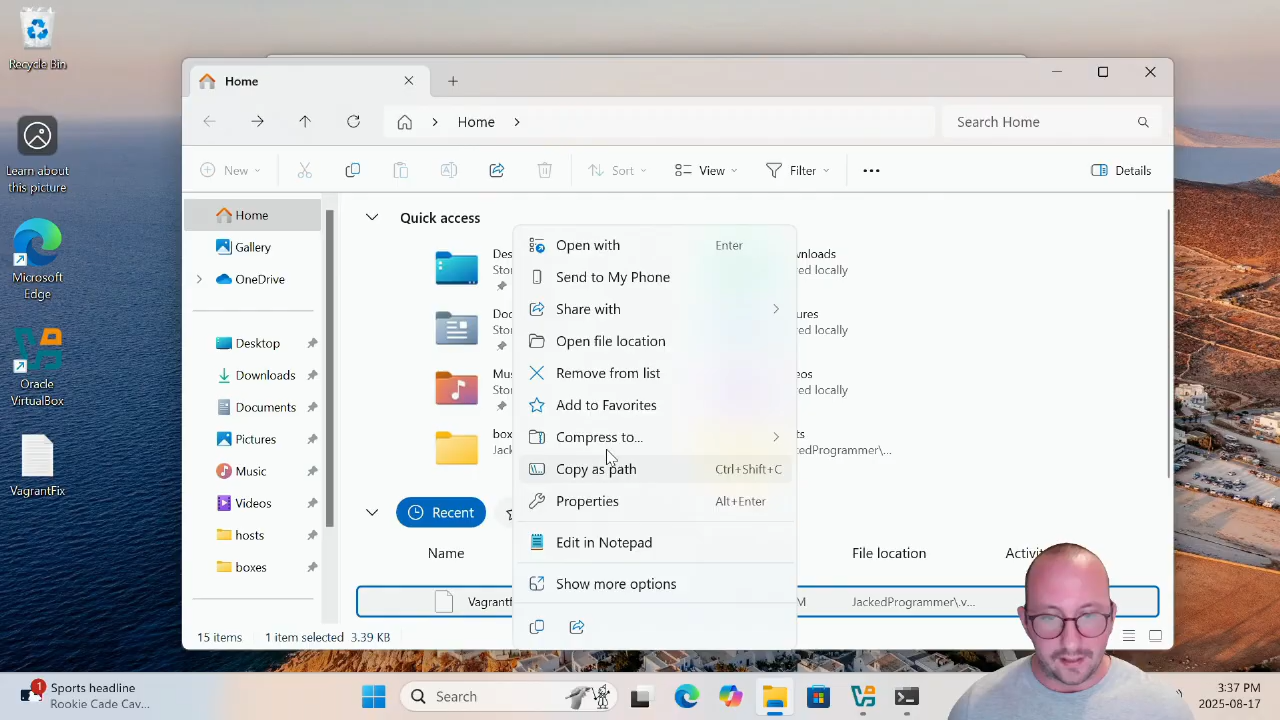 Recycle Bin
Learn about
this picture
Microsoft
Edge
Oracle
VirtualBox
VagrantFix
Home
Home
Search Home
New
Sort
View
Filter
Details
Home
Gallery
OneDrive
Desktop
Downloads
Documents
Pictures
Music
Videos
hosts
boxes
Quick access
Open with Enter
Send to My Phone
Share with
Open file location
Remove from list
Add to Favorites
Compress to...
Copy as path Ctrl+Shift+C
Properties Alt+Enter
Edit in Notepad
Show more options
Recent
Name
File location
JackedProgrammer\.v...
15 items 1 item selected 3.39 KB
1
Sports headline
Rookie Cade Cav...
Search
3:37 PM
2025-08-17